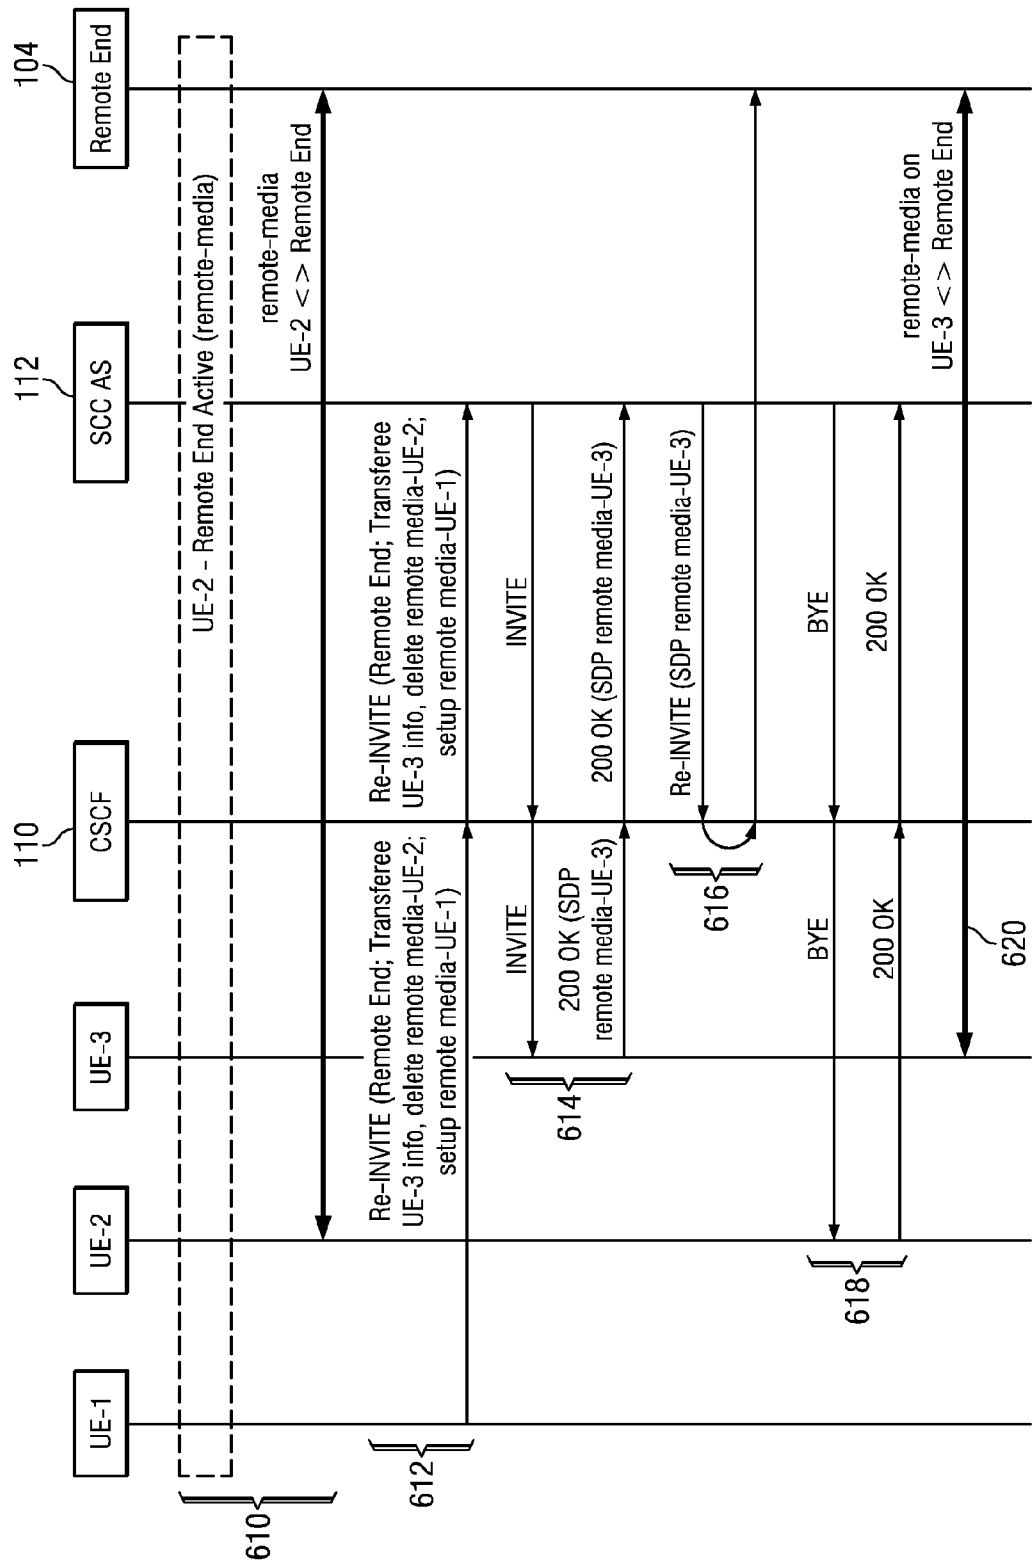 UE-1
UE-2
UE-3
CSCF
110
SCC AS
112
Remote End
104
UE-2 - Remote End Active (remote-media)
610
remote-media
UE-2 < > Remote End
612
Re-INVITE (Remote End; Transferee
UE-3 info, delete remote media-UE-2;
setup remote media-UE-1)
Re-INVITE (Remote End; Transferee
UE-3 info, delete remote media-UE-2;
setup remote media-UE-1)
INVITE
INVITE
614
200 OK (SDP
remote media-UE-3)
200 OK (SDP remote media-UE-3)
616
Re-INVITE (SDP remote media-UE-3)
618
BYE
BYE
200 OK
200 OK
620
remote-media on
UE-3 < > Remote End